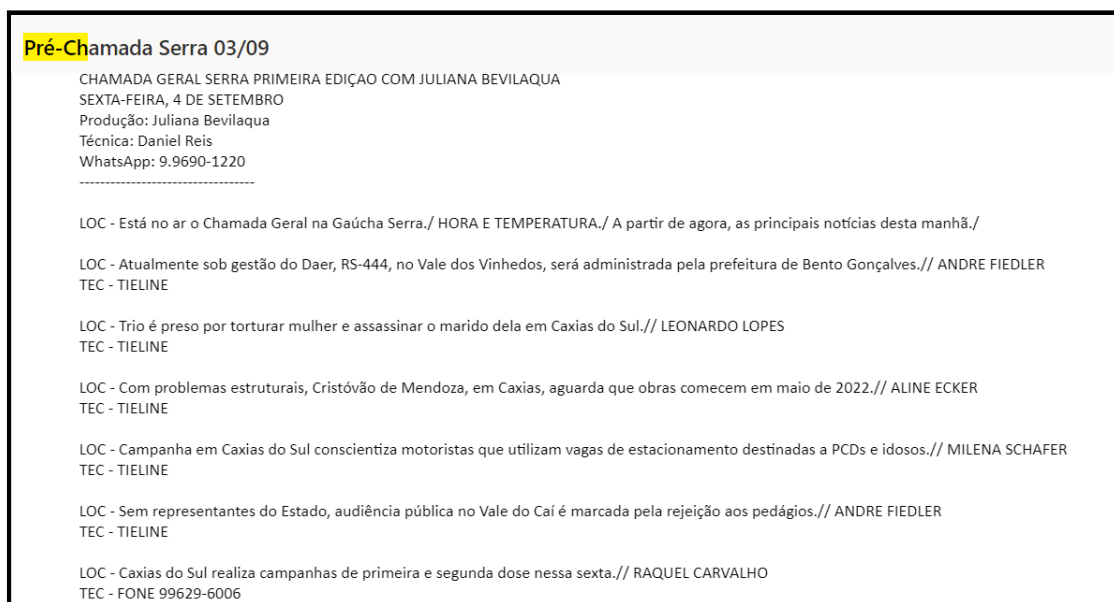 Pré-Chamada Serra 03/09
CHAMADA GERAL SERRA PRIMEIRA EDIÇAO COM JULIANA BEVILAQUA
SEXTA-FEIRA, 4 DE SETEMBRO
Produção: Juliana Bevilaqua
Técnica: Daniel Reis
WhatsApp: 9.9690-1220
----------------------------------
LOC - Está no ar o Chamada Geral na Gaúcha Serra./ HORA E TEMPERATURA./ A partir de agora, as principais notícias desta manhã./
LOC - Atualmente sob gestão do Daer, RS-444, no Vale dos Vinhedos, será administrada pela prefeitura de Bento Gonçalves.// ANDRE FIEDLER
TEC - TIELINE
LOC - Trio é preso por torturar mulher e assassinar o marido dela em Caxias do Sul.// LEONARDO LOPES
TEC - TIELINE
LOC - Com problemas estruturais, Cristóvão de Mendoza, em Caxias, aguarda que obras comecem em maio de 2022.// ALINE ECKER
TEC - TIELINE
LOC - Campanha em Caxias do Sul conscientiza motoristas que utilizam vagas de estacionamento destinadas a PCDs e idosos.// MILENA SCHAFER
TEC - TIELINE
LOC - Sem representantes do Estado, audiência pública no Vale do Caí é marcada pela rejeição aos pedágios.// ANDRE FIEDLER
TEC - TIELINE
LOC - Caxias do Sul realiza campanhas de primeira e segunda dose nessa sexta.// RAQUEL CARVALHO
TEC - FONE 99629-6006